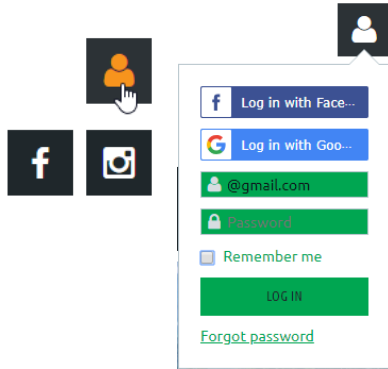 Log in with Face...
Log in with Goo...
@gmail.com
Password
Remember me
LOG IN
Forgot password